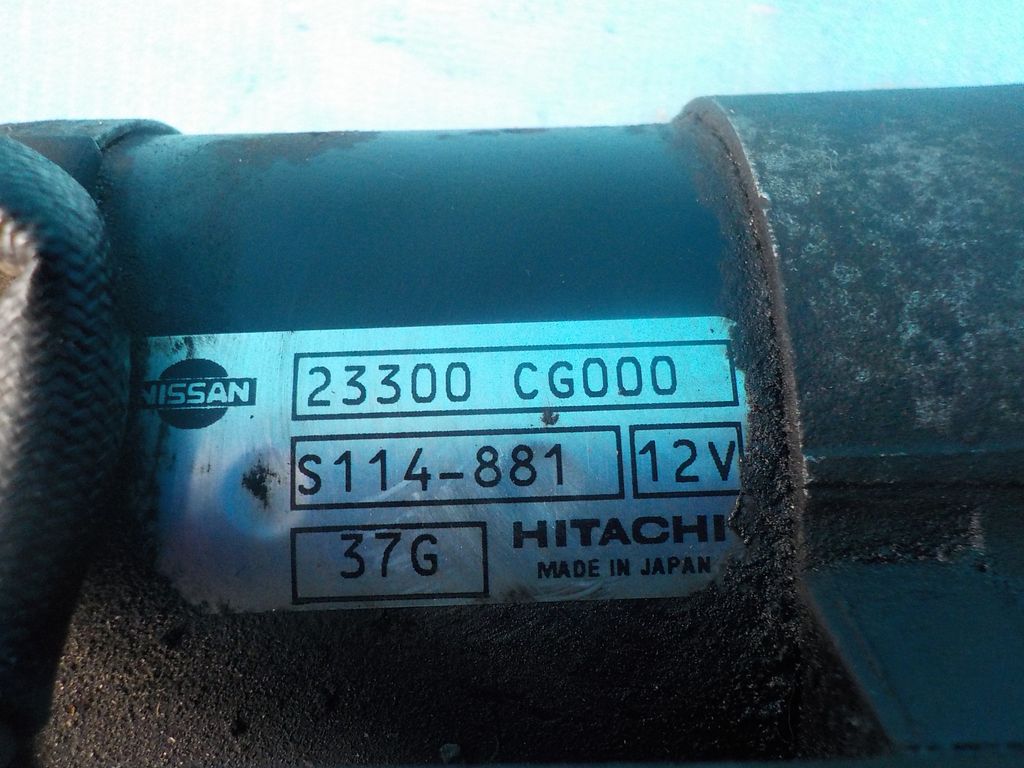 NISSAN
23300 CG000
S114-881 12V
37G
HITACHI
MADE IN JAPAN